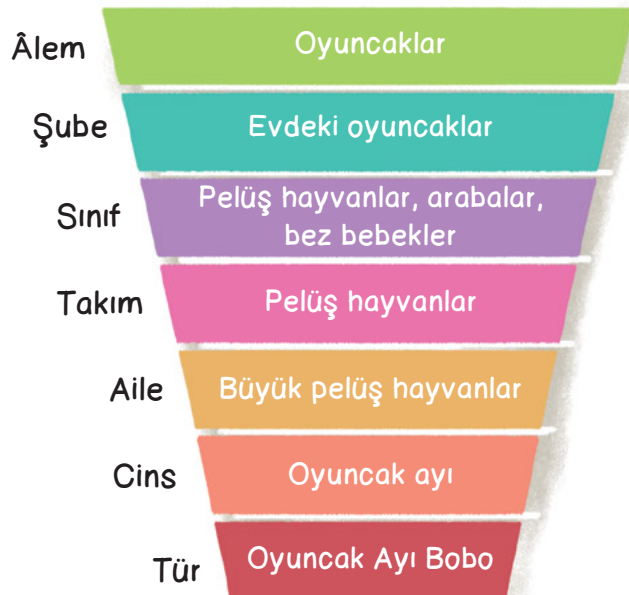 Âlem
Oyuncaklar
Şube
Evdeki oyuncaklar
Sınıf
Pelüş hayvanlar, arabalar,
bez bebekler
Takım
Pelüş hayvanlar
Aile
Büyük pelüş hayvanlar
Cins
Oyuncak ayı
Tür
Oyuncak Ayı Bobo